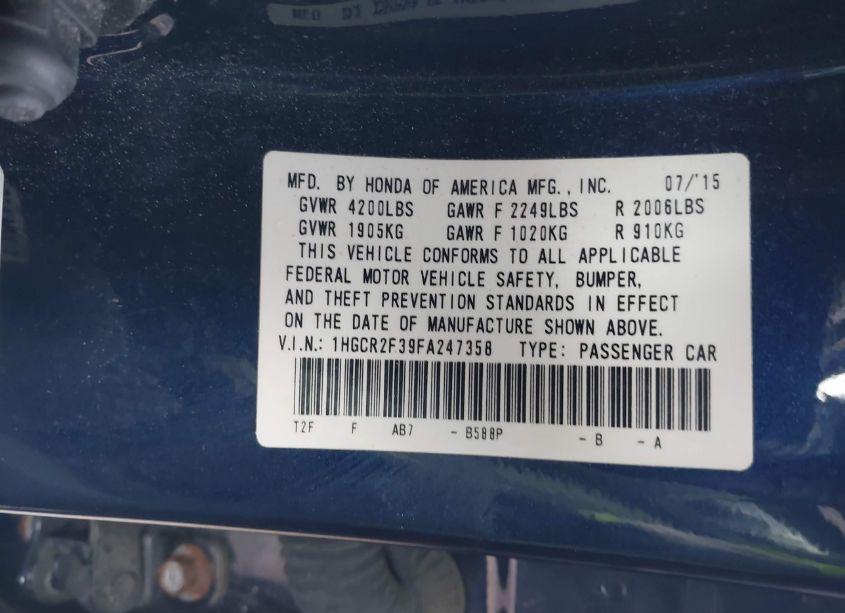 MFD. BY HONDA OF AMERICA MFG., INC. 07/'15
GVWR 4200LBS GAWR F 2249LBS R 2006LBS
GVWR 1905KG GAWR F 1020KG R 910KG
THIS VEHICLE CONFORMS TO ALL APPLICABLE
FEDERAL MOTOR VEHICLE SAFETY, BUMPER,
AND THEFT PREVENTION STANDARDS IN EFFECT
ON THE DATE OF MANUFACTURE SHOWN ABOVE.
V.I.N.: 1HGCR2F39FA247358 TYPE: PASSENGER CAR
T2F F AB7 - B588P - B - A